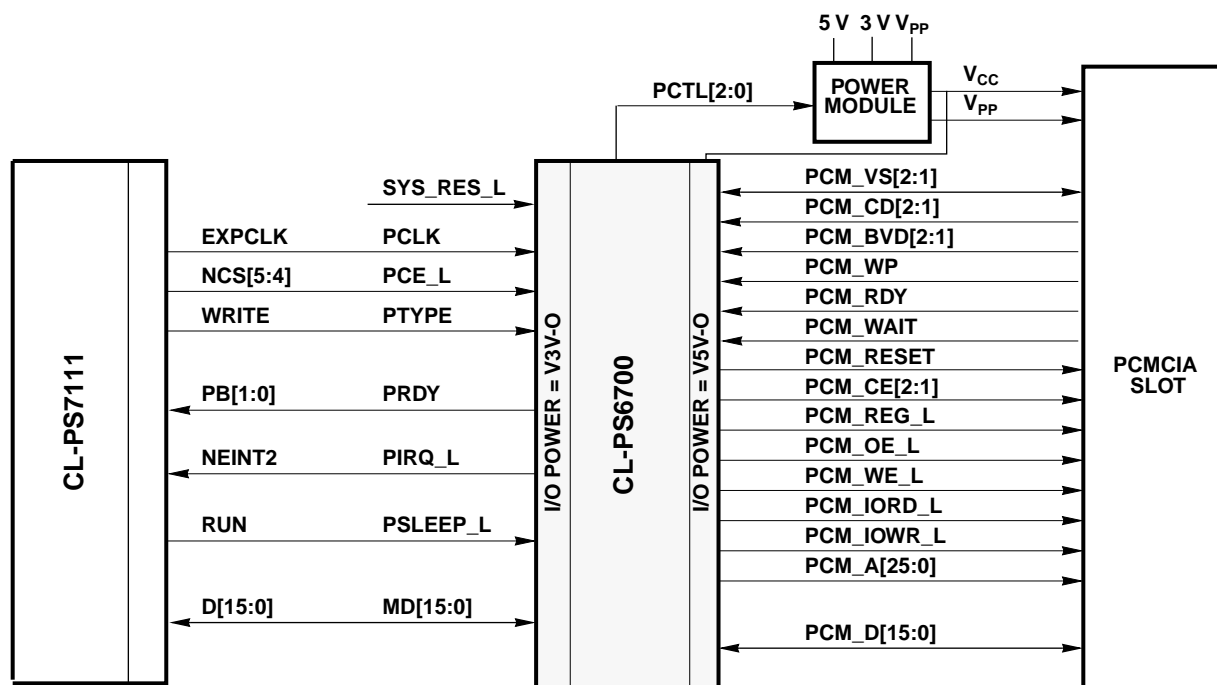 5 V 3 V VPP
PCTL[2:0]
POWER
MODULE
VCC
VPP
CL-PS7111
SYS_RES_L
EXPCLK PCLK
NCS[5:4] PCE_L
WRITE PTYPE
PB[1:0] PRDY
NEINT2 PIRQ_L
RUN PSLEEP_L
D[15:0] MD[15:0]
I/O POWER = V3V-O
CL-PS6700
I/O POWER = V5V-O
PCM_VS[2:1]
PCM_CD[2:1]
PCM_BVD[2:1]
PCM_WP
PCM_RDY
PCM_WAIT
PCM_RESET
PCM_CE[2:1]
PCM_REG_L
PCM_OE_L
PCM_WE_L
PCM_IORD_L
PCM_IOWR_L
PCM_A[25:0]
PCM_D[15:0]
PCMCIA
SLOT